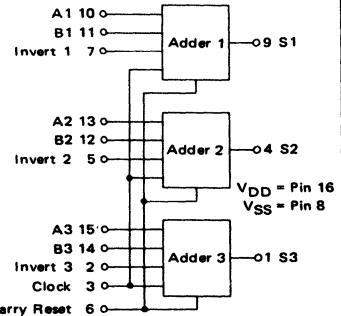 A1 10
B1 11
Invert 1 7
Adder 1
9 S1
A2 13
B2 12
Invert 2 5
Adder 2
4 S2
VDD = Pin 16
VSS = Pin 8
A3 15
B3 14
Invert 3 2
Clock 3
arry Reset 6
Adder 3
1 S3